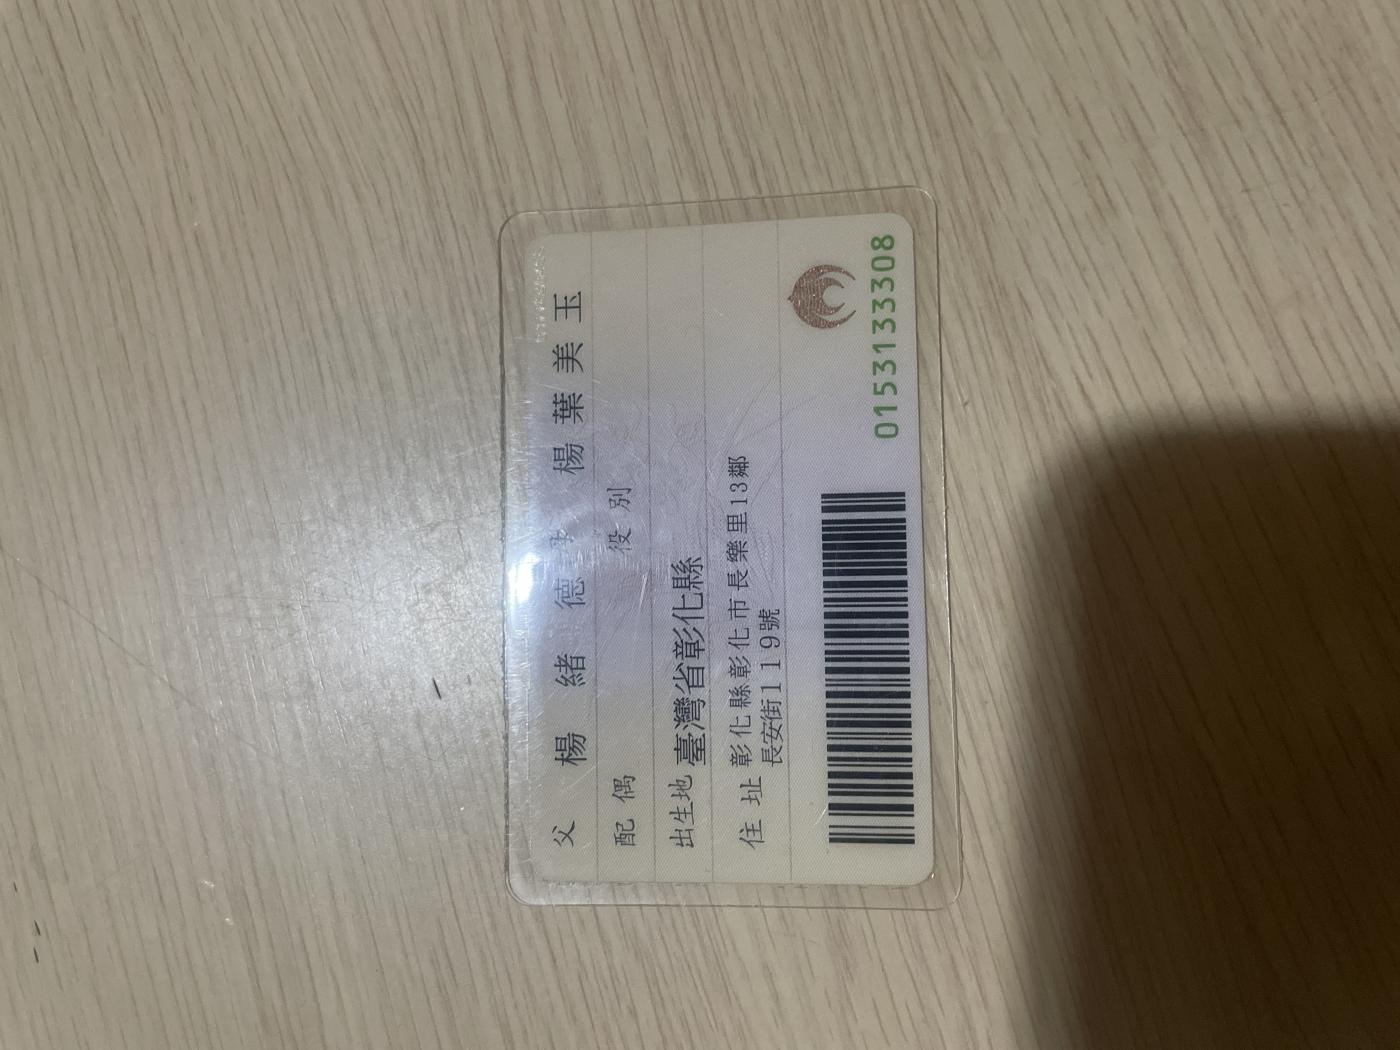 父 楊緒德 母 楊葉美玉
配偶 役別
出生地 臺灣省彰化縣
住址 彰化縣彰化市長樂里13鄰
長安街119號
0153133308